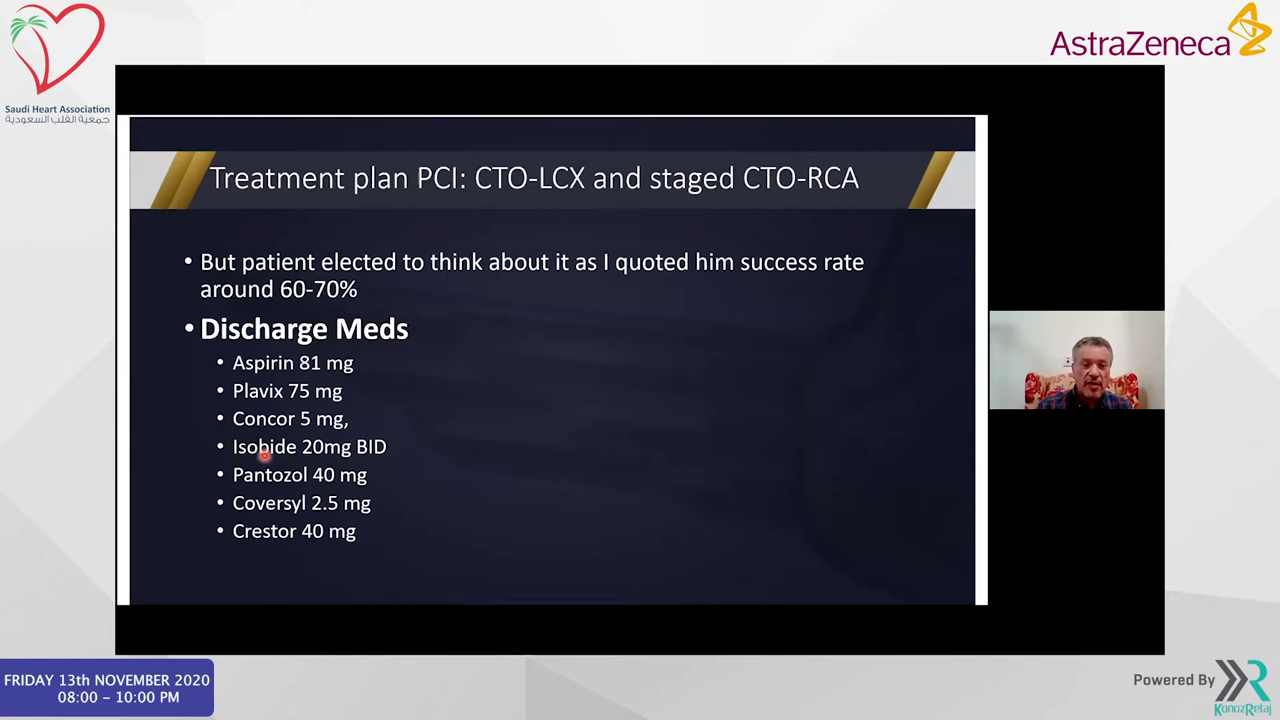 Saudi Heart Association
جمعية القلب السعودية
AstraZeneca
Treatment plan PCI: CTO-LCX and staged CTO-RCA
• But patient elected to think about it as I quoted him success rate
around 60-70%
• Discharge Meds
• Aspirin 81 mg
• Plavix 75 mg
• Concor 5 mg,
• Isobide 20mg BID
• Pantozol 40 mg
• Coversyl 2.5 mg
• Crestor 40 mg
FRIDAY 13th NOVEMBER 2020
08:00 – 10:00 PM
Powered By
KonozRetaj